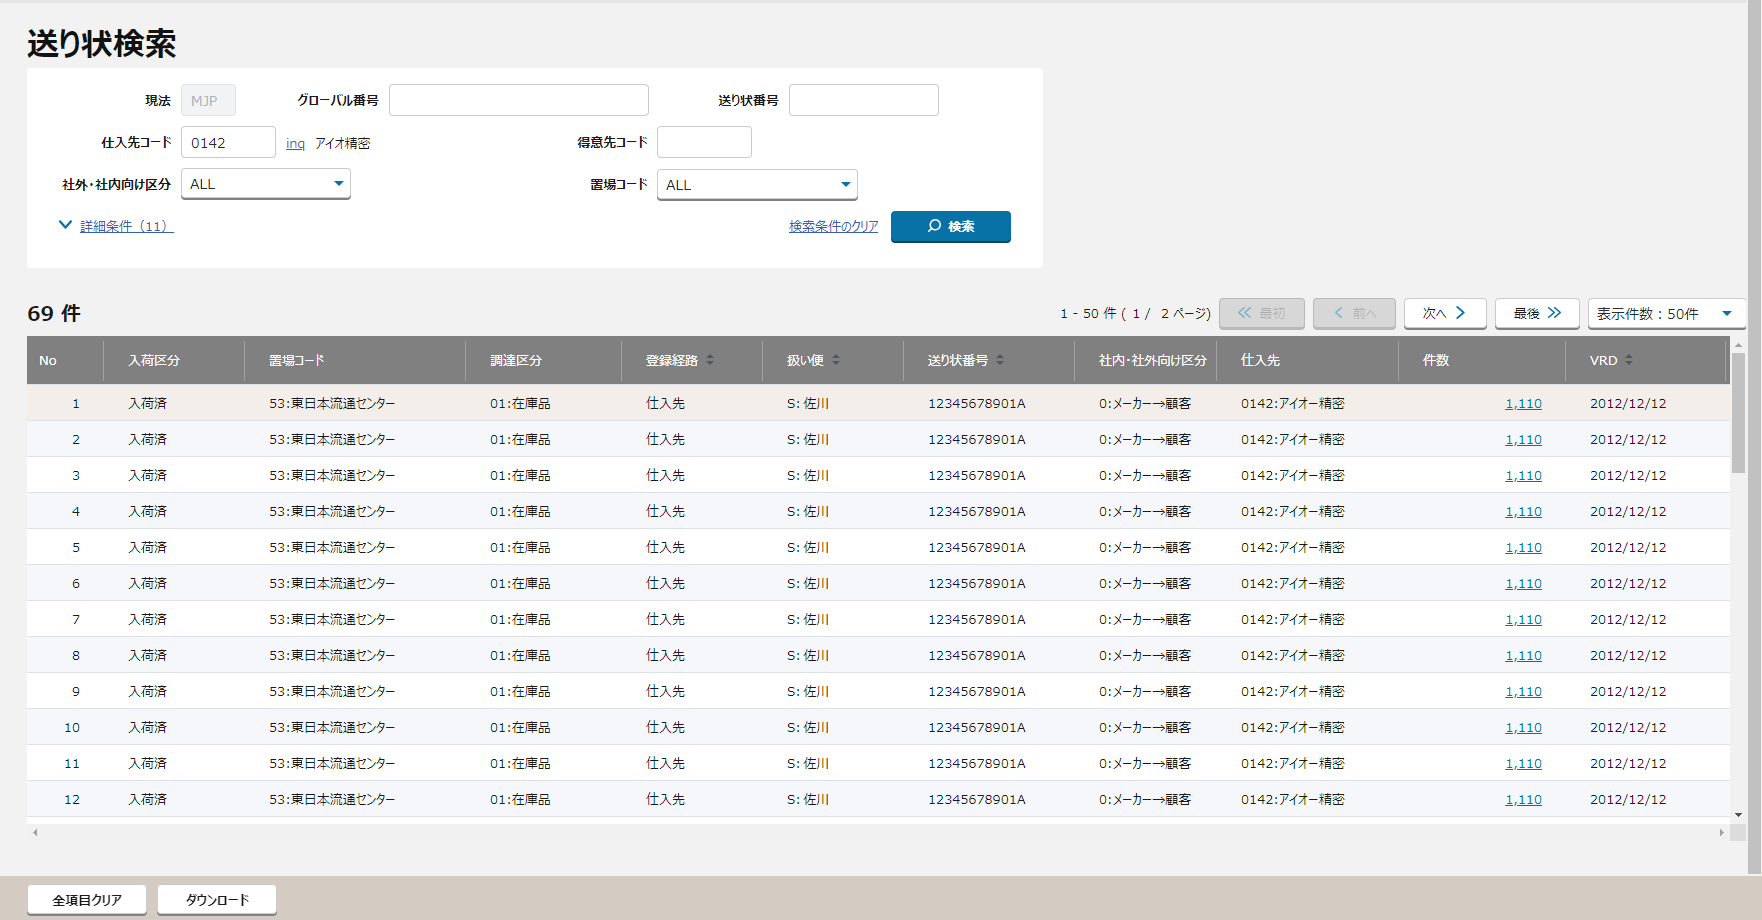 送り状検索
現法 MJP グローバル番号 送り状番号
仕入先コード 0142 inq アイオ精密 得意先コード
社外・社内向け区分 ALL 置場コード ALL
詳細条件（11） 検索条件のクリア 検索
69 件 1 - 50 件 ( 1 / 2 ページ) 最初 前へ 次へ 最後 表示件数：50件
No 入荷区分 置場コード 調達区分 登録経路 扱い便 送り状番号 社内・社外向け区分 仕入先 件数 VRD
1 入荷済 53:東日本流通センター 01:在庫品 仕入先 S: 佐川 12345678901A 0:メーカー→顧客 0142:アイオー精密 1,110 2012/12/12
2 入荷済 53:東日本流通センター 01:在庫品 仕入先 S: 佐川 12345678901A 0:メーカー→顧客 0142:アイオー精密 1,110 2012/12/12
3 入荷済 53:東日本流通センター 01:在庫品 仕入先 S: 佐川 12345678901A 0:メーカー→顧客 0142:アイオー精密 1,110 2012/12/12
4 入荷済 53:東日本流通センター 01:在庫品 仕入先 S: 佐川 12345678901A 0:メーカー→顧客 0142:アイオー精密 1,110 2012/12/12
5 入荷済 53:東日本流通センター 01:在庫品 仕入先 S: 佐川 12345678901A 0:メーカー→顧客 0142:アイオー精密 1,110 2012/12/12
6 入荷済 53:東日本流通センター 01:在庫品 仕入先 S: 佐川 12345678901A 0:メーカー→顧客 0142:アイオー精密 1,110 2012/12/12
7 入荷済 53:東日本流通センター 01:在庫品 仕入先 S: 佐川 12345678901A 0:メーカー→顧客 0142:アイオー精密 1,110 2012/12/12
8 入荷済 53:東日本流通センター 01:在庫品 仕入先 S: 佐川 12345678901A 0:メーカー→顧客 0142:アイオー精密 1,110 2012/12/12
9 入荷済 53:東日本流通センター 01:在庫品 仕入先 S: 佐川 12345678901A 0:メーカー→顧客 0142:アイオー精密 1,110 2012/12/12
10 入荷済 53:東日本流通センター 01:在庫品 仕入先 S: 佐川 12345678901A 0:メーカー→顧客 0142:アイオー精密 1,110 2012/12/12
11 入荷済 53:東日本流通センター 01:在庫品 仕入先 S: 佐川 12345678901A 0:メーカー→顧客 0142:アイオー精密 1,110 2012/12/12
12 入荷済 53:東日本流通センター 01:在庫品 仕入先 S: 佐川 12345678901A 0:メーカー→顧客 0142:アイオー精密 1,110 2012/12/12
全項目クリア ダウンロード